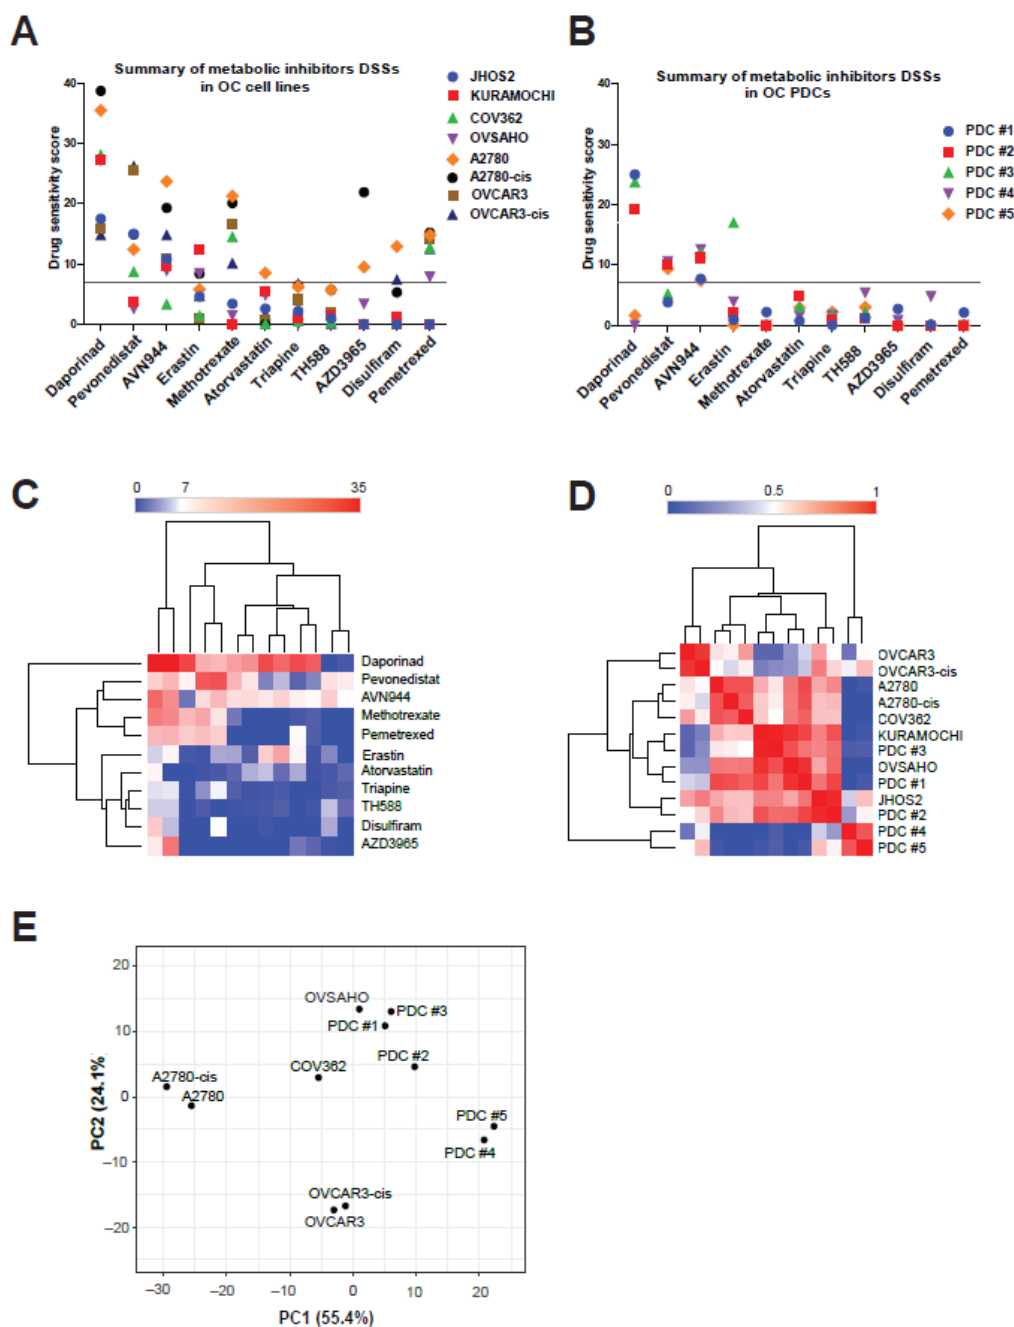 A
Summary of metabolic inhibitors DSSs
in OC cell lines
Drug sensitivity score
40
30
20
10
0
Daporinad
Pevonedistat
AVN944
Erastin
Methotrexate
Atorvastatin
Triapine
TH588
AZD3965
Disulfiram
Pemetrexed
JHOS2
KURAMOCHI
COV362
OVSAHO
A2780
A2780-cis
OVCAR3
OVCAR3-cis
B
Summary of metabolic inhibitors DSSs
in OC PDCs
Drug sensitivity score
40
30
20
10
0
Daporinad
Pevonedistat
AVN944
Erastin
Methotrexate
Atorvastatin
Triapine
TH588
AZD3965
Disulfiram
Pemetrexed
PDC #1
PDC #2
PDC #3
PDC #4
PDC #5
C
0 7 35
Daporinad
Pevonedistat
AVN944
Methotrexate
Pemetrexed
Erastin
Atorvastatin
Triapine
TH588
Disulfiram
AZD3965
D
0 0.5 1
OVCAR3
OVCAR3-cis
A2780
A2780-cis
COV362
KURAMOCHI
PDC #3
OVSAHO
PDC #1
JHOS2
PDC #2
PDC #4
PDC #5
E
PC2 (24.1%)
20
10
0
−10
−20
OVSAHO
PDC #3
PDC #1
PDC #2
COV362
A2780-cis
A2780
PDC #5
PDC #4
OVCAR3-cis
OVCAR3
−30 −20 −10 0 10 20
PC1 (55.4%)